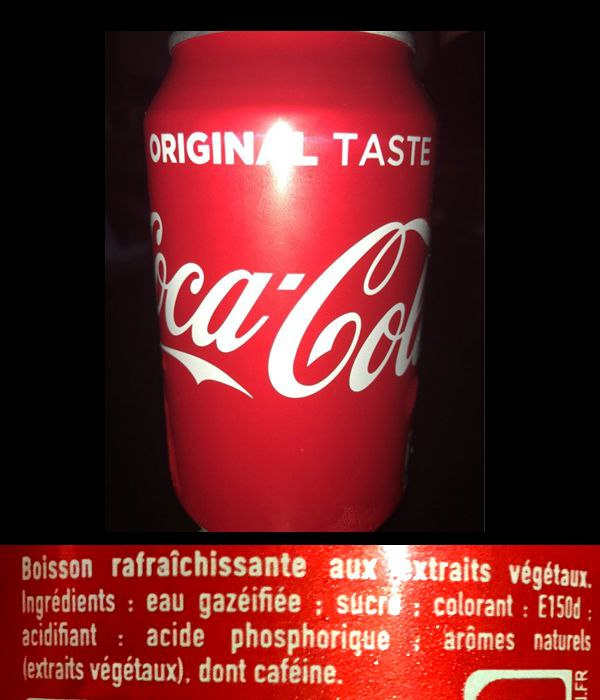 ORIGINAL TASTE
Coca-Cola
Boisson rafraîchissante aux extraits végétaux.
Ingrédients : eau gazéifiée ; sucre ; colorant : E150d ;
acidifiant : acide phosphorique ; arômes naturels
(extraits végétaux), dont caféine.
.FR